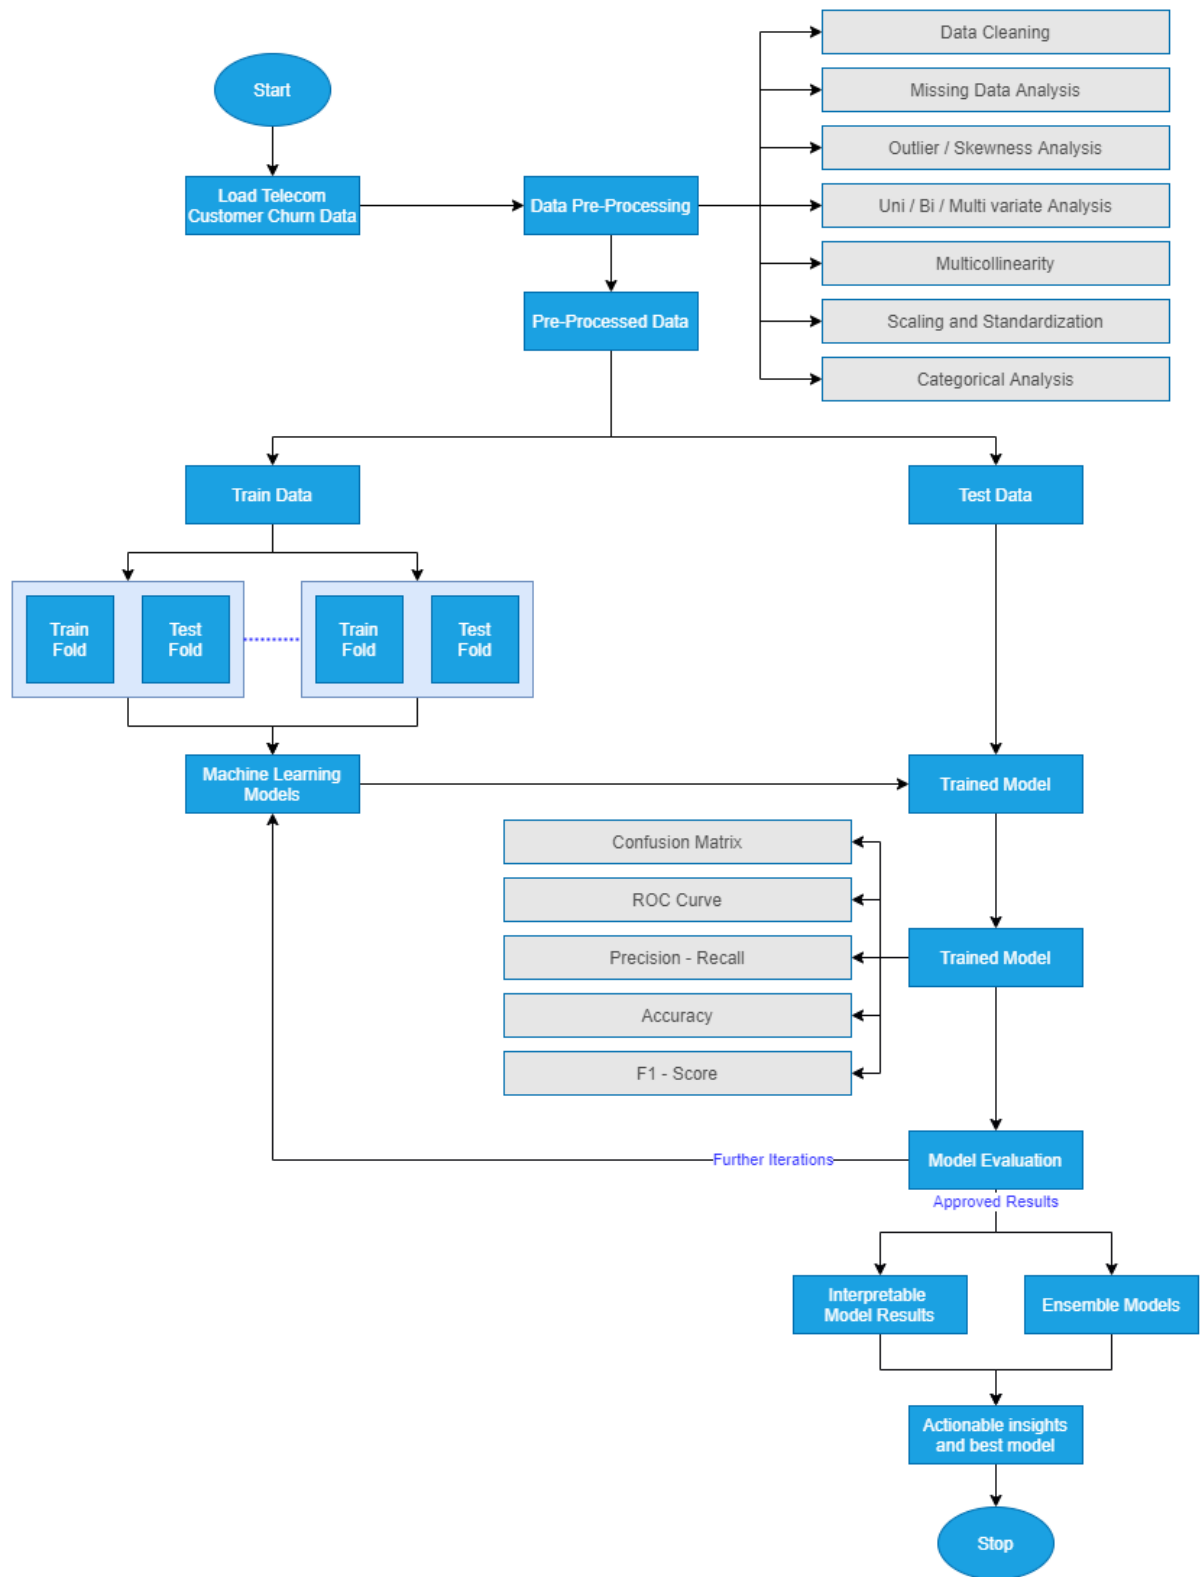 Start
Load Telecom
Customer Churn Data
Data Pre-Processing
Pre-Processed Data
Data Cleaning
Missing Data Analysis
Outlier / Skewness Analysis
Uni / Bi / Multi variate Analysis
Multicollinearity
Scaling and Standardization
Categorical Analysis
Train Data
Test Data
Train
Fold
Test
Fold
Train
Fold
Test
Fold
Machine Learning
Models
Trained Model
Confusion Matrix
ROC Curve
Precision - Recall
Accuracy
F1 - Score
Trained Model
Further Iterations
Model Evaluation
Approved Results
Interpretable
Model Results
Ensemble Models
Actionable insights
and best model
Stop